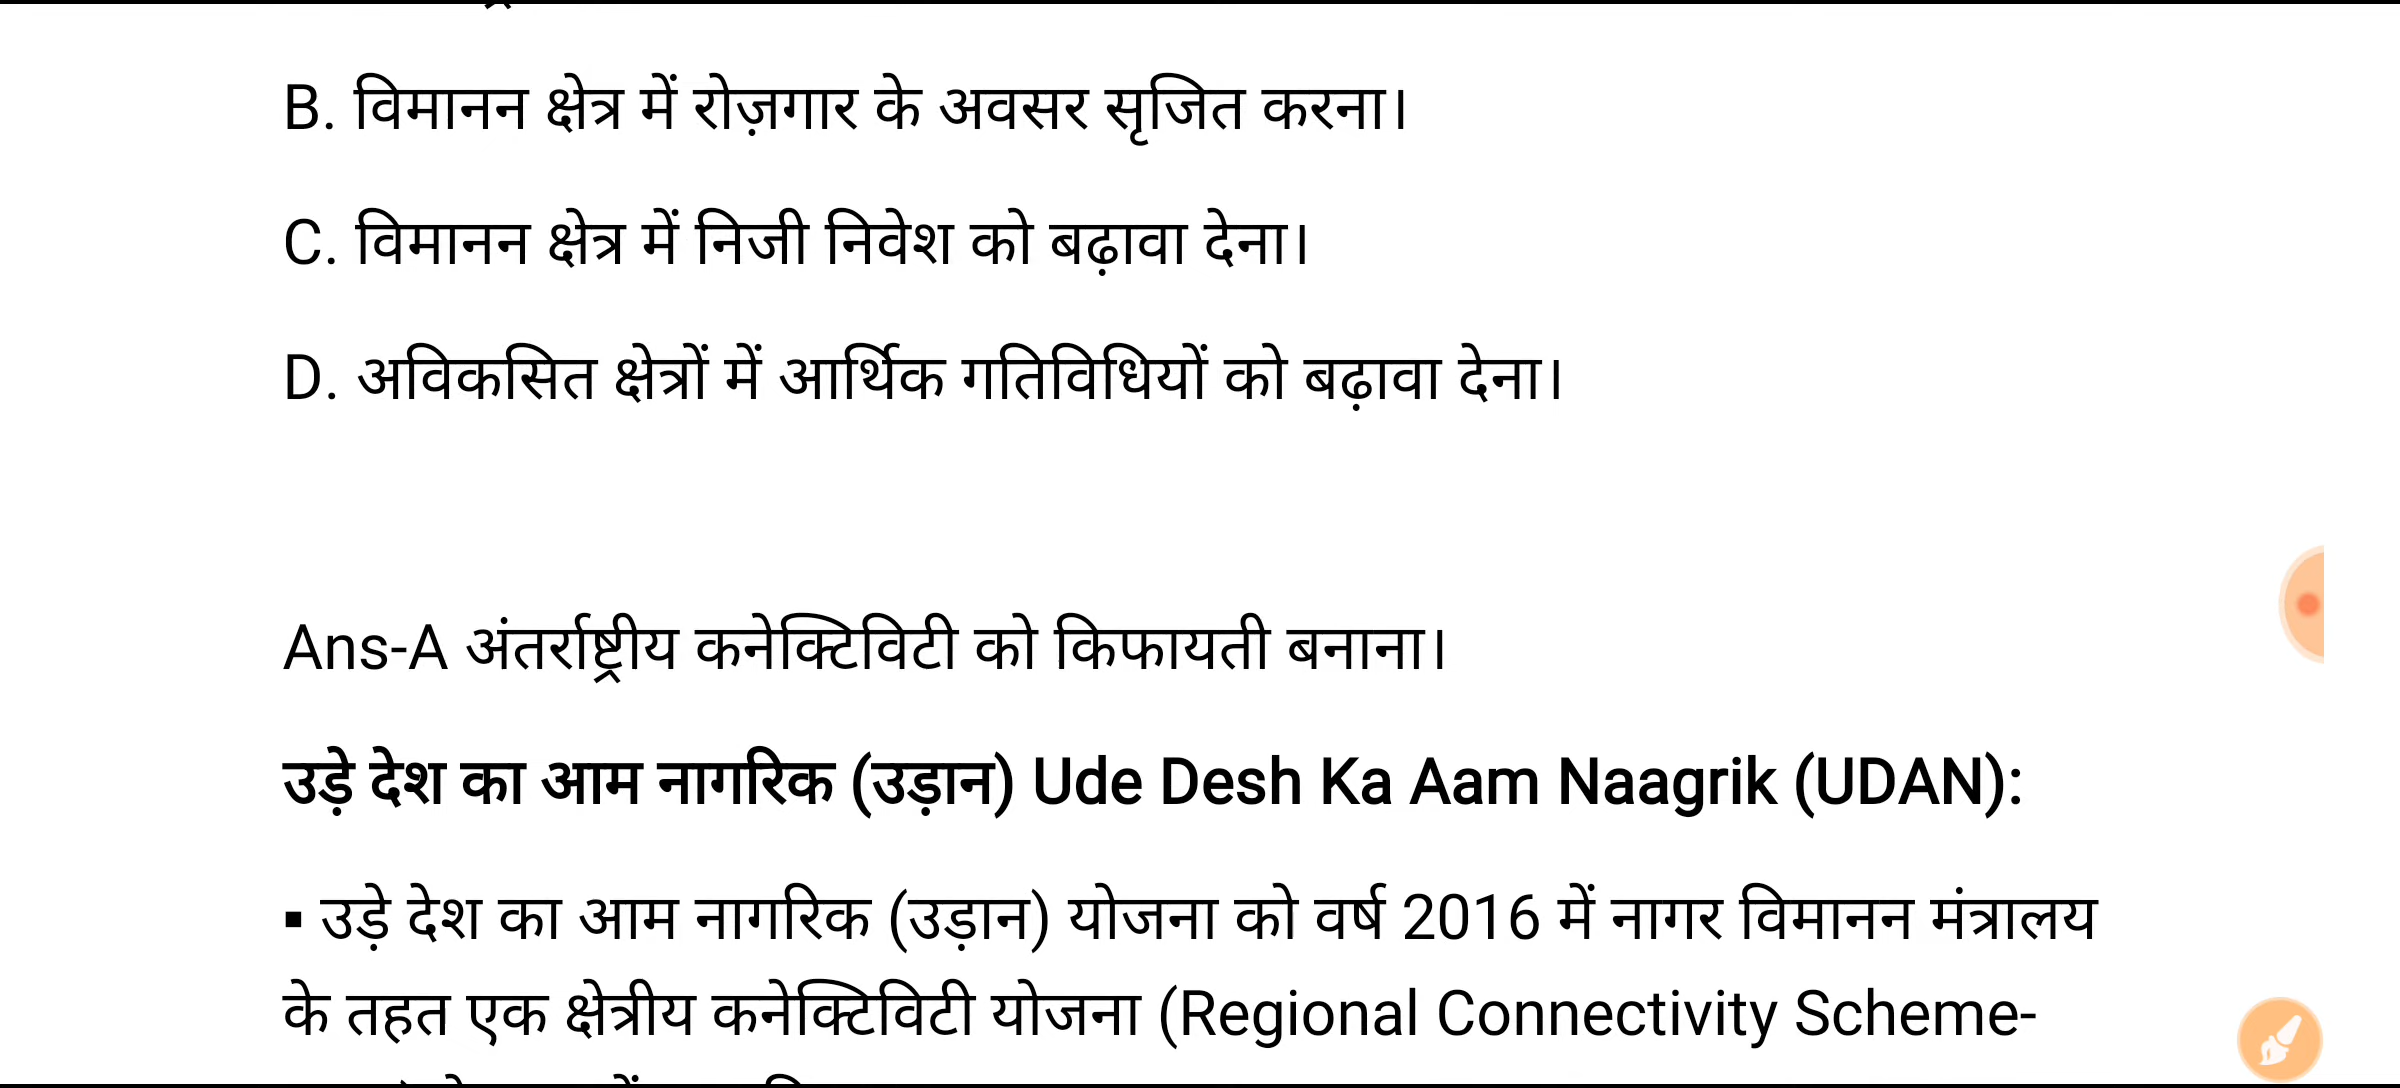 B. विमानन क्षेत्र में रोज़गार के अवसर सृजित करना।
C. विमानन क्षेत्र में निजी निवेश को बढ़ावा देना।
D. अविकसित क्षेत्रों में आर्थिक गतिविधियों को बढ़ावा देना।
Ans-A अंतर्राष्ट्रीय कनेक्टिविटी को किफायती बनाना।
उड़े देश का आम नागरिक (उड़ान) Ude Desh Ka Aam Naagrik (UDAN):
▪ उड़े देश का आम नागरिक (उड़ान) योजना को वर्ष 2016 में नागर विमानन मंत्रालय
के तहत एक क्षेत्रीय कनेक्टिविटी योजना (Regional Connectivity Scheme-